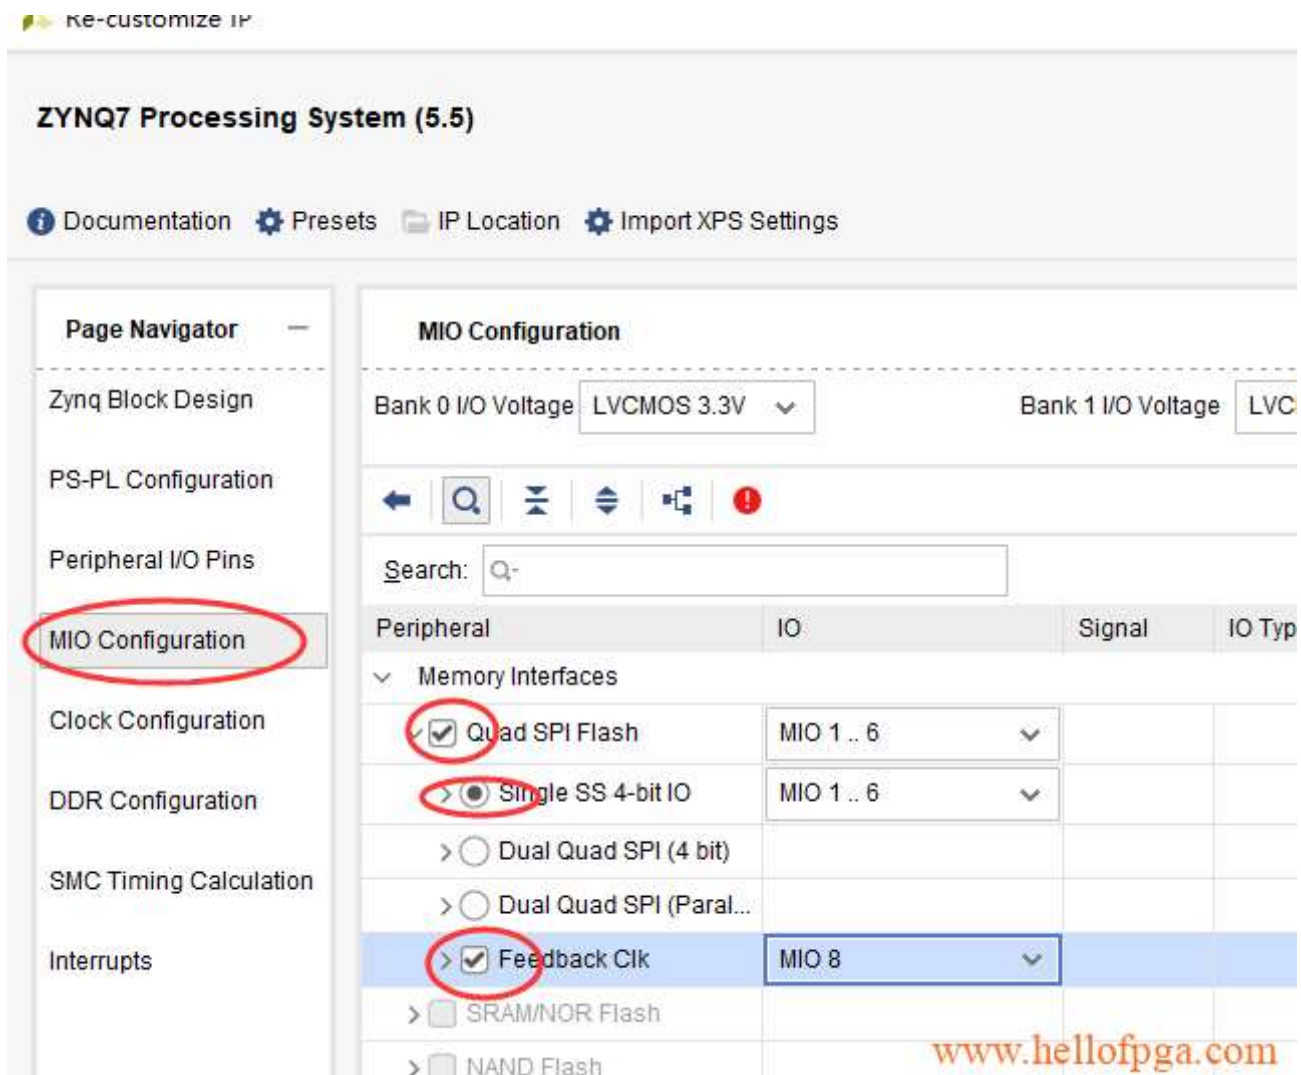 Re-customize IP
ZYNQ7 Processing System (5.5)
Documentation Presets IP Location Import XPS Settings
Page Navigator
Zynq Block Design
PS-PL Configuration
Peripheral I/O Pins
MIO Configuration
Clock Configuration
DDR Configuration
SMC Timing Calculation
Interrupts
MIO Configuration
Bank 0 I/O Voltage LVCMOS 3.3V Bank 1 I/O Voltage LVC
Search:
Peripheral IO Signal IO Typ
Memory Interfaces
Quad SPI Flash MIO 1 .. 6
Single SS 4-bit IO MIO 1 .. 6
Dual Quad SPI (4 bit)
Dual Quad SPI (Paral...
Feedback Clk MIO 8
SRAM/NOR Flash
NAND Flash
www.hellofpga.com